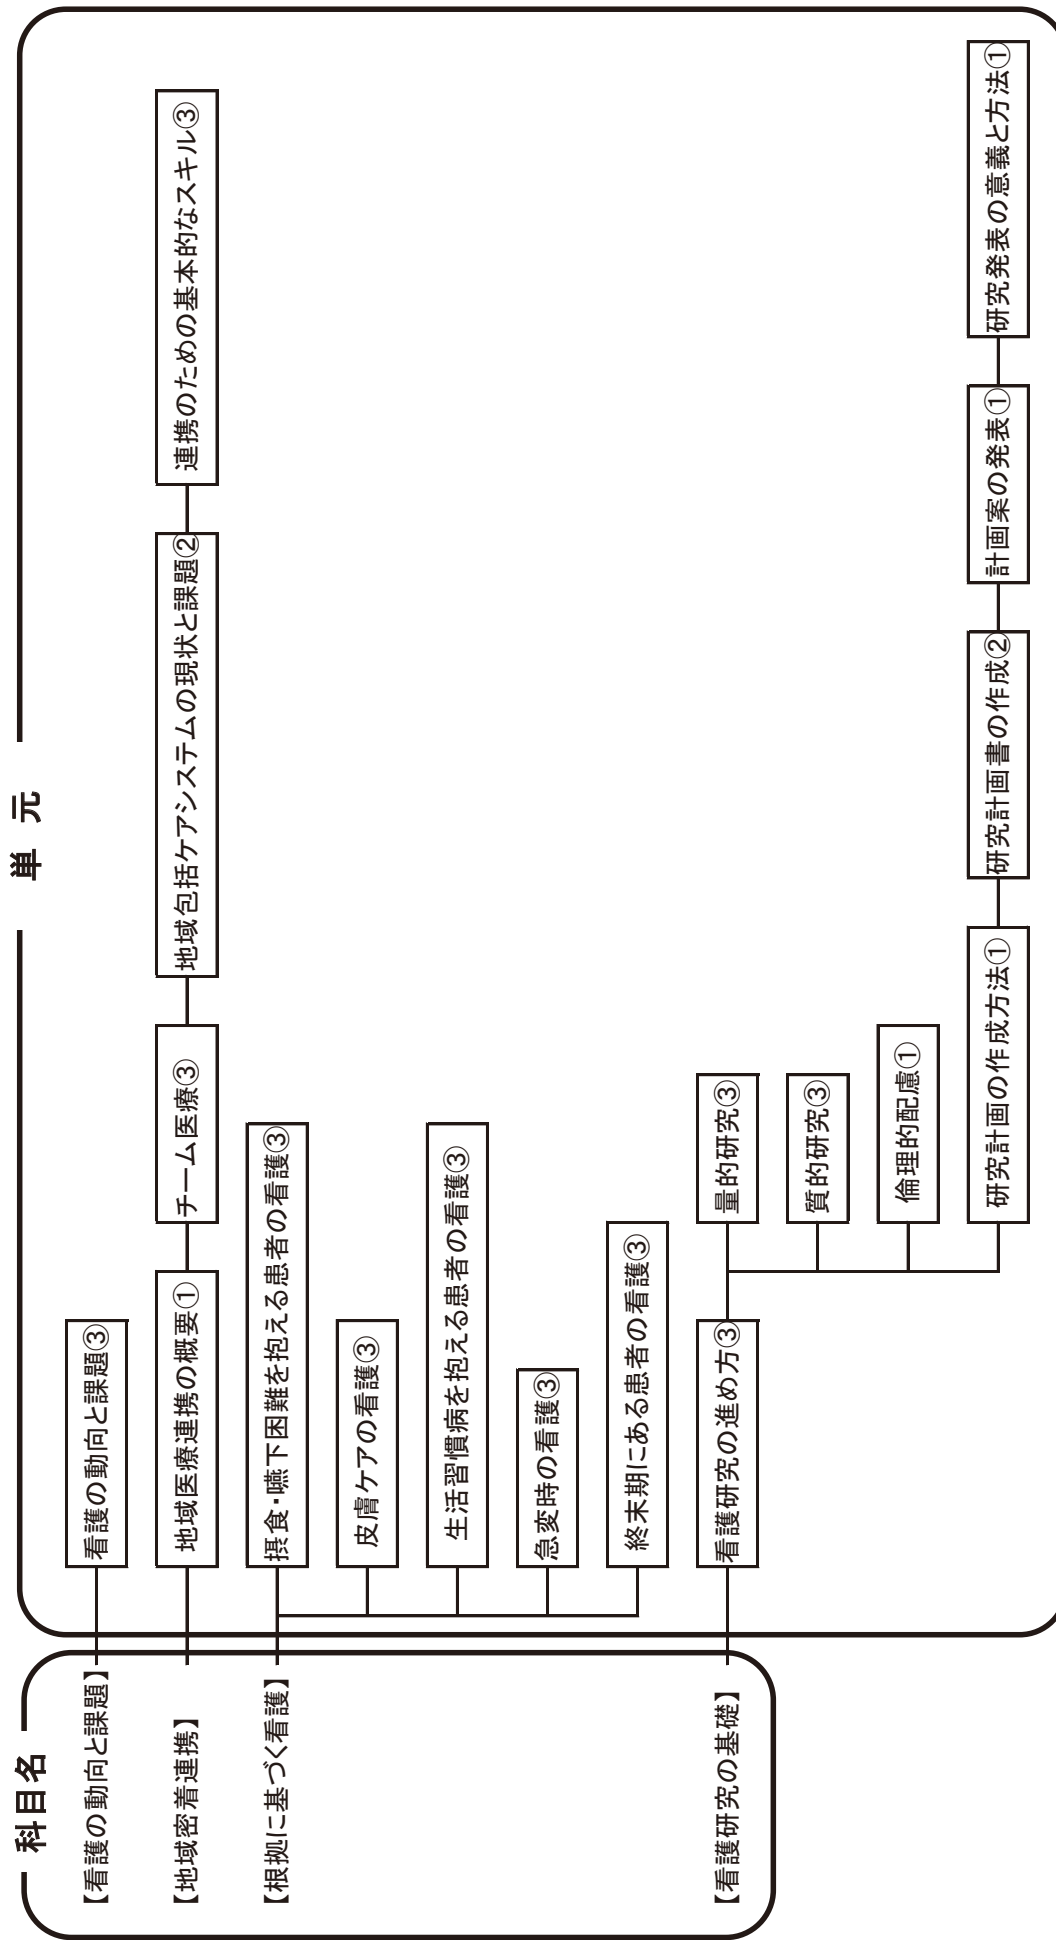 科目名
単 元
【看護の動向と課題】
看護の動向と課題③
【地域密着連携】
地域医療連携の概要①
チーム医療③
地域包括ケアシステムの現状と課題②
連携のための基本的なスキル③
【根拠に基づく看護】
摂食・嚥下困難を抱える患者の看護③
皮膚ケアの看護③
生活習慣病を抱える患者の看護③
急変時の看護③
終末期にある患者の看護③
【看護研究の基礎】
看護研究の進め方③
量的研究③
質的研究③
倫理的配慮①
研究計画の作成方法①
研究計画書の作成②
計画案の発表①
研究発表の意義と方法①